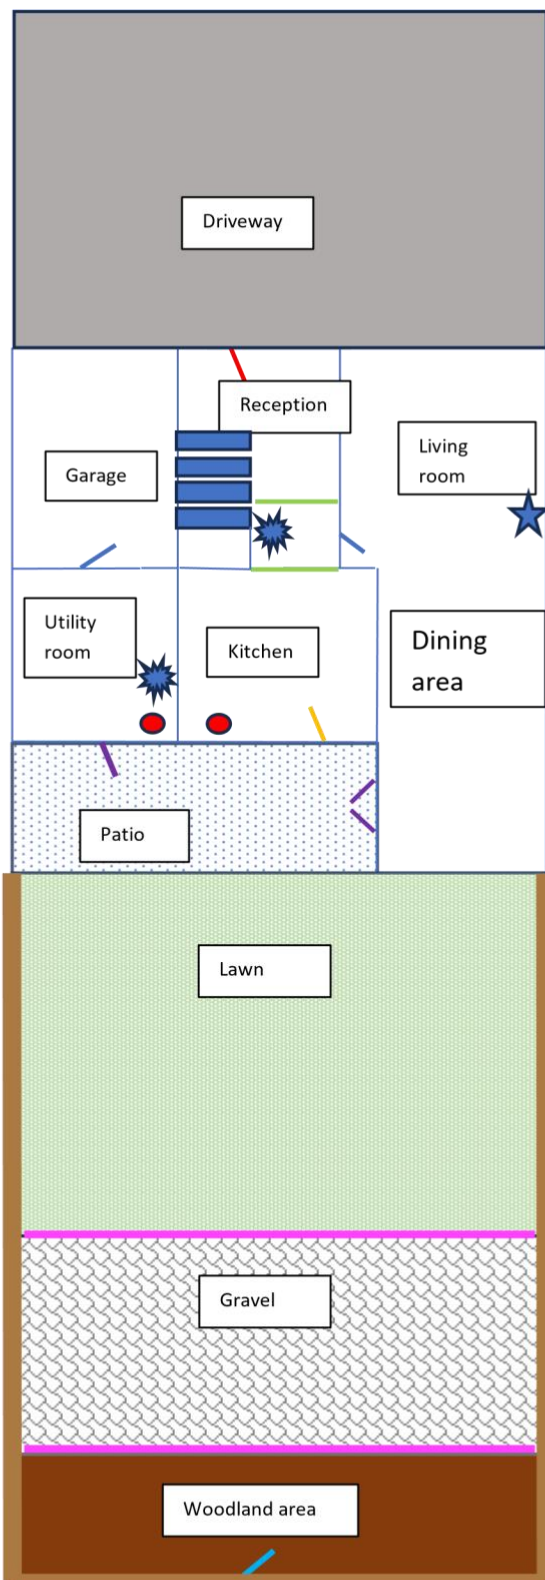 Driveway
Reception
Living
room
Garage
Utility
room
Kitchen
Dining
area
Patio
Lawn
Gravel
Woodland area